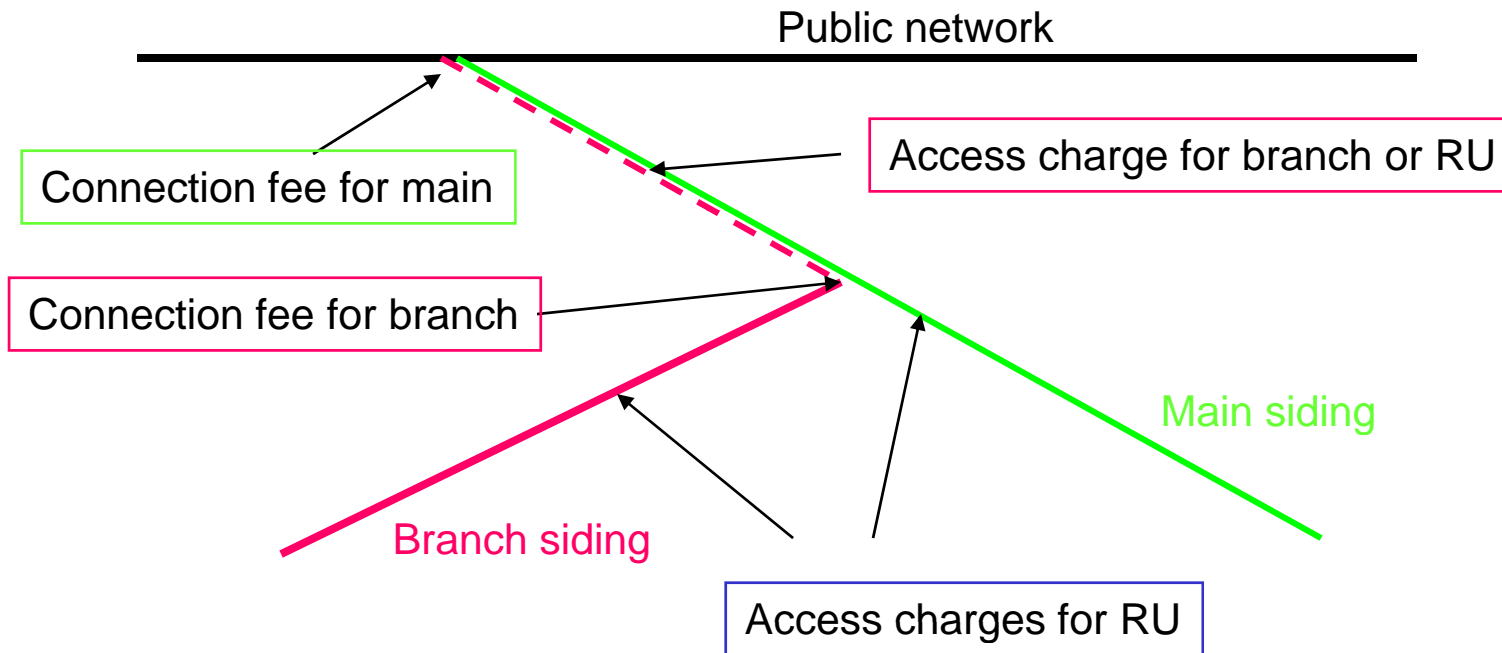 Public network
Access charge for branch or RU
Connection fee for main
Connection fee for branch
Main siding
Branch siding
Access charges for RU